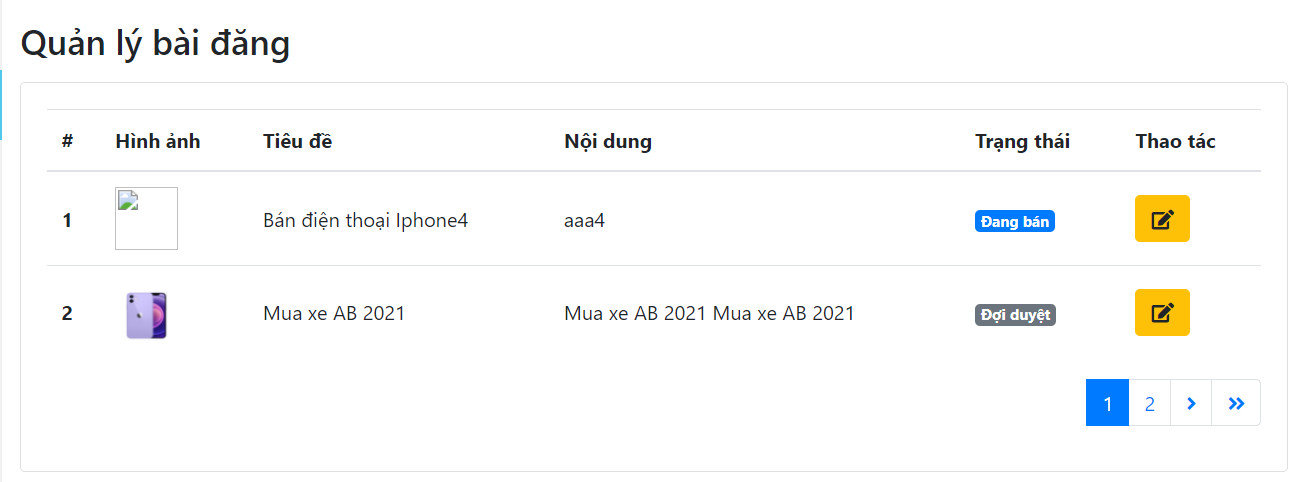 Quản lý bài đăng
# Hình ảnh Tiêu đề Nội dung Trạng thái Thao tác
1 Bán điện thoại Iphone4 aaa4 Đang bán
2 Mua xe AB 2021 Mua xe AB 2021 Mua xe AB 2021 Đợi duyệt
1 2 › »